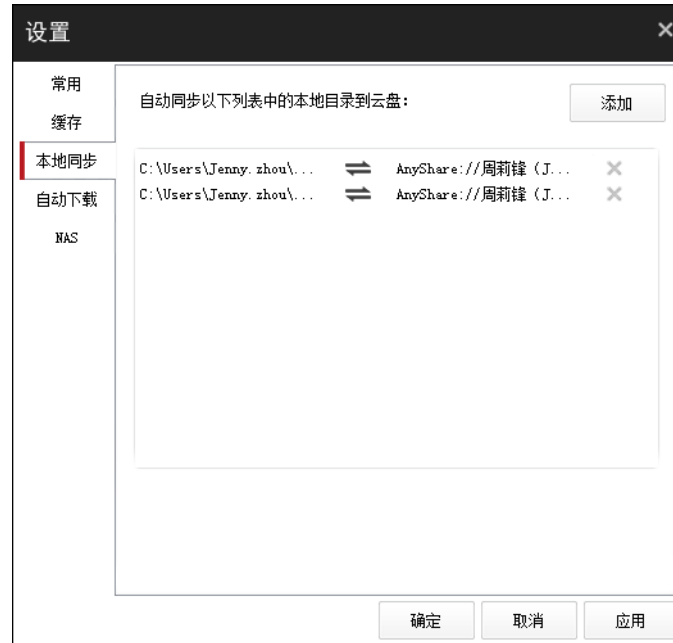 设置
常用
缓存
本地同步
自动下载
NAS
自动同步以下列表中的本地目录到云盘:
添加
C:\Users\Jenny.zhou\... AnyShare://周莉锋 (J...
C:\Users\Jenny.zhou\... AnyShare://周莉锋 (J...
确定 取消 应用